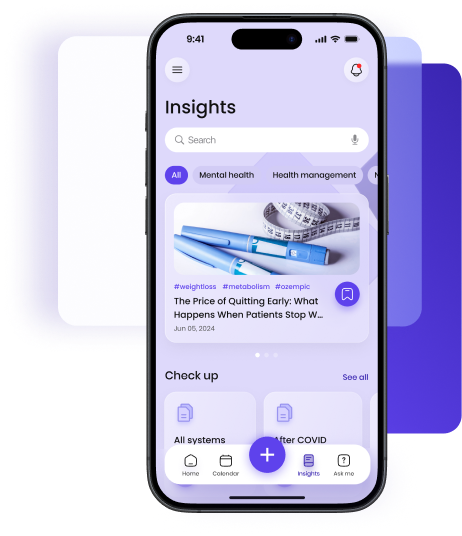 9:41
Insights
Search
All Mental health Health management N
#weightloss #metabolism #ozempic
The Price of Quitting Early: What
Happens When Patients Stop W...
Jun 05, 2024
Check up
See all
All systems
After COVID
Home Calendar Insights Ask me